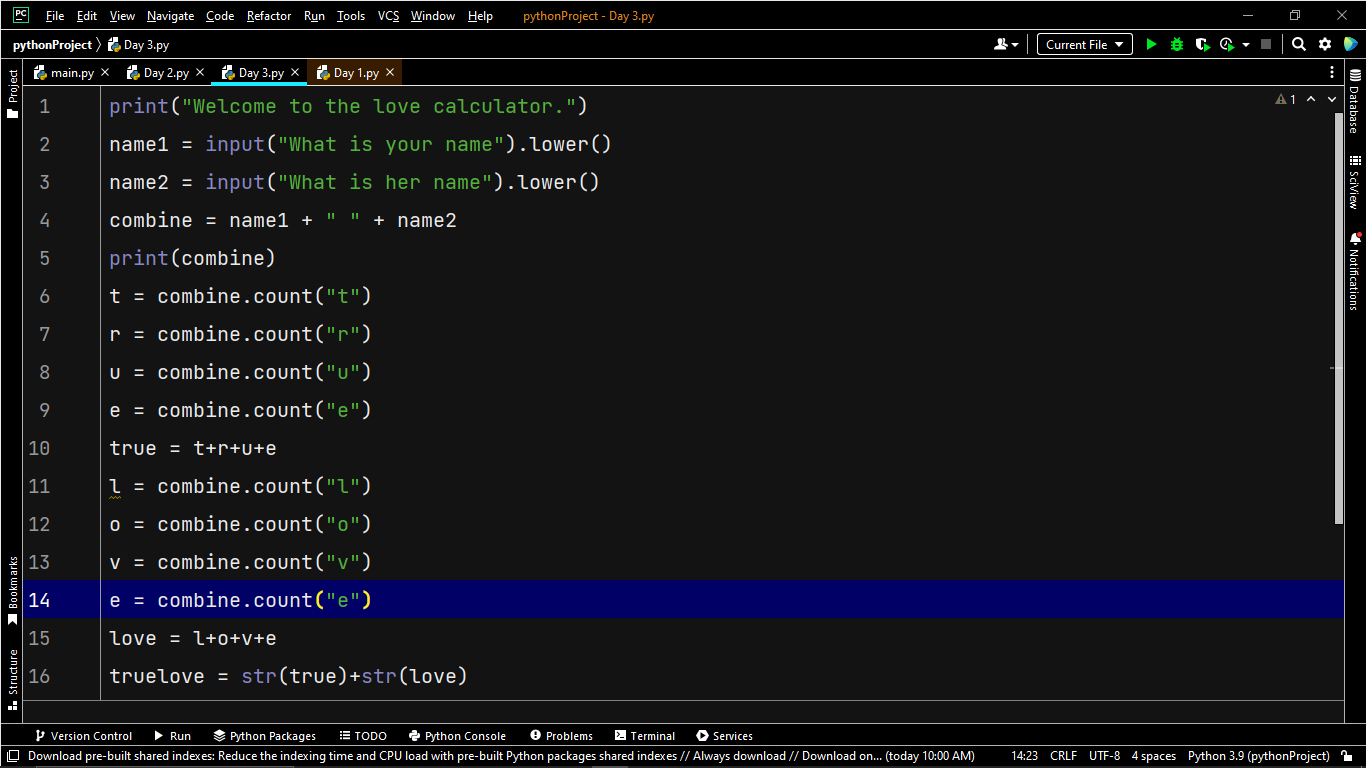 PC File Edit View Navigate Code Refactor Run Tools VCS Window Help pythonProject - Day 3.py
pythonProject Day 3.py Current File
main.py Day 2.py Day 3.py Day 1.py
Project
Bookmarks
Structure
1 print("Welcome to the love calculator.")
2 name1 = input("What is your name").lower()
3 name2 = input("What is her name").lower()
4 combine = name1 + " " + name2
5 print(combine)
6 t = combine.count("t")
7 r = combine.count("r")
8 u = combine.count("u")
9 e = combine.count("e")
10 true = t+r+u+e
11 l = combine.count("l")
12 o = combine.count("o")
13 v = combine.count("v")
14 e = combine.count("e")
15 love = l+o+v+e
16 truelove = str(true)+str(love)
1
Database
SciView
Notifications
Version Control Run Python Packages TODO Python Console Problems Terminal Services
Download pre-built shared indexes: Reduce the indexing time and CPU load with pre-built Python packages shared indexes // Always download // Download on... (today 10:00 AM) 14:23 CRLF UTF-8 4 spaces Python 3.9 (pythonProject)